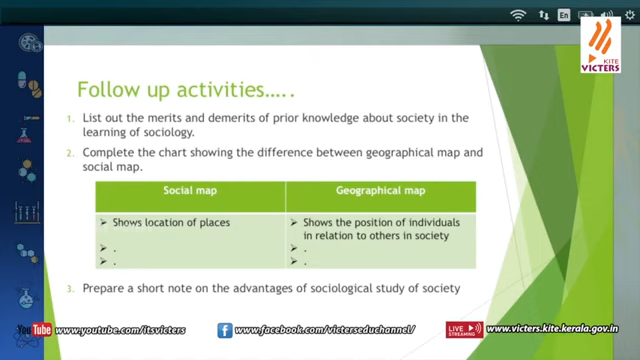 En
KITE
VICTERS
Follow up activities.....
1. List out the merits and demerits of prior knowledge about society in the
learning of sociology.
2. Complete the chart showing the difference between geographical map and
social map.
Social map
Geographical map
➢ Shows location of places
➢ .
➢ .
➢ Shows the position of individuals
in relation to others in society
➢ .
➢ .
3. Prepare a short note on the advantages of sociological study of society
YouTube www.youtube.com/itsvicters
f www.facebook.com/victerseduchannel/
LIVE STREAMING www.victers.kite.kerala.gov.in